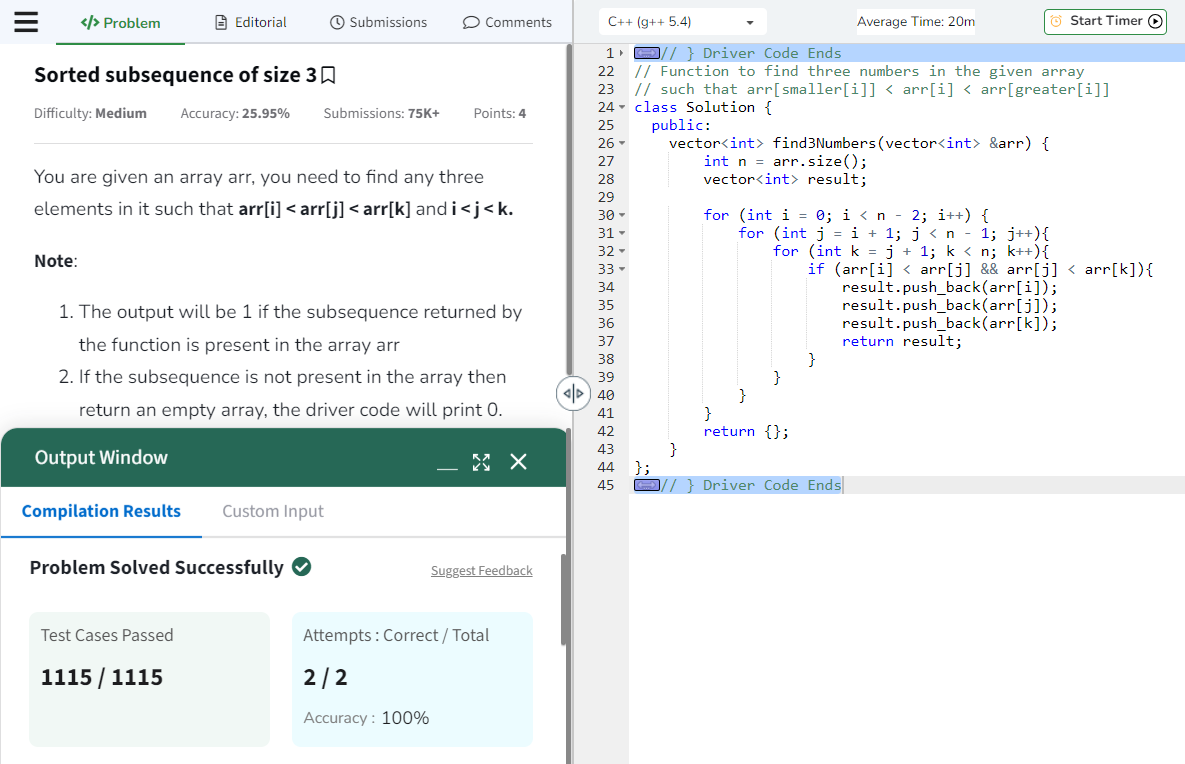 </> Problem
Editorial
Submissions
Comments
Sorted subsequence of size 3
Difficulty: Medium
Accuracy: 25.95%
Submissions: 75K+
Points: 4
You are given an array arr, you need to find any three
elements in it such that arr[i] < arr[j] < arr[k] and i < j < k.
Note:
1. The output will be 1 if the subsequence returned by
the function is present in the array arr
2. If the subsequence is not present in the array then
return an empty array, the driver code will print 0.
Output Window
Compilation Results
Custom Input
Problem Solved Successfully
Suggest Feedback
Test Cases Passed
1115 / 1115
Attempts : Correct / Total
2 / 2
Accuracy : 100%
C++ (g++ 5.4)
Average Time: 20m
Start Timer
1 // } Driver Code Ends
22 // Function to find three numbers in the given array
23 // such that arr[smaller[i]] < arr[i] < arr[greater[i]]
24 class Solution {
25 public:
26 vector<int> find3Numbers(vector<int> &arr) {
27 int n = arr.size();
28 vector<int> result;
29
30 for (int i = 0; i < n - 2; i++) {
31 for (int j = i + 1; j < n - 1; j++){
32 for (int k = j + 1; k < n; k++){
33 if (arr[i] < arr[j] && arr[j] < arr[k]){
34 result.push_back(arr[i]);
35 result.push_back(arr[j]);
36 result.push_back(arr[k]);
37 return result;
38 }
39 }
40 }
41 }
42 return {};
43 }
44 };
45 // } Driver Code Ends